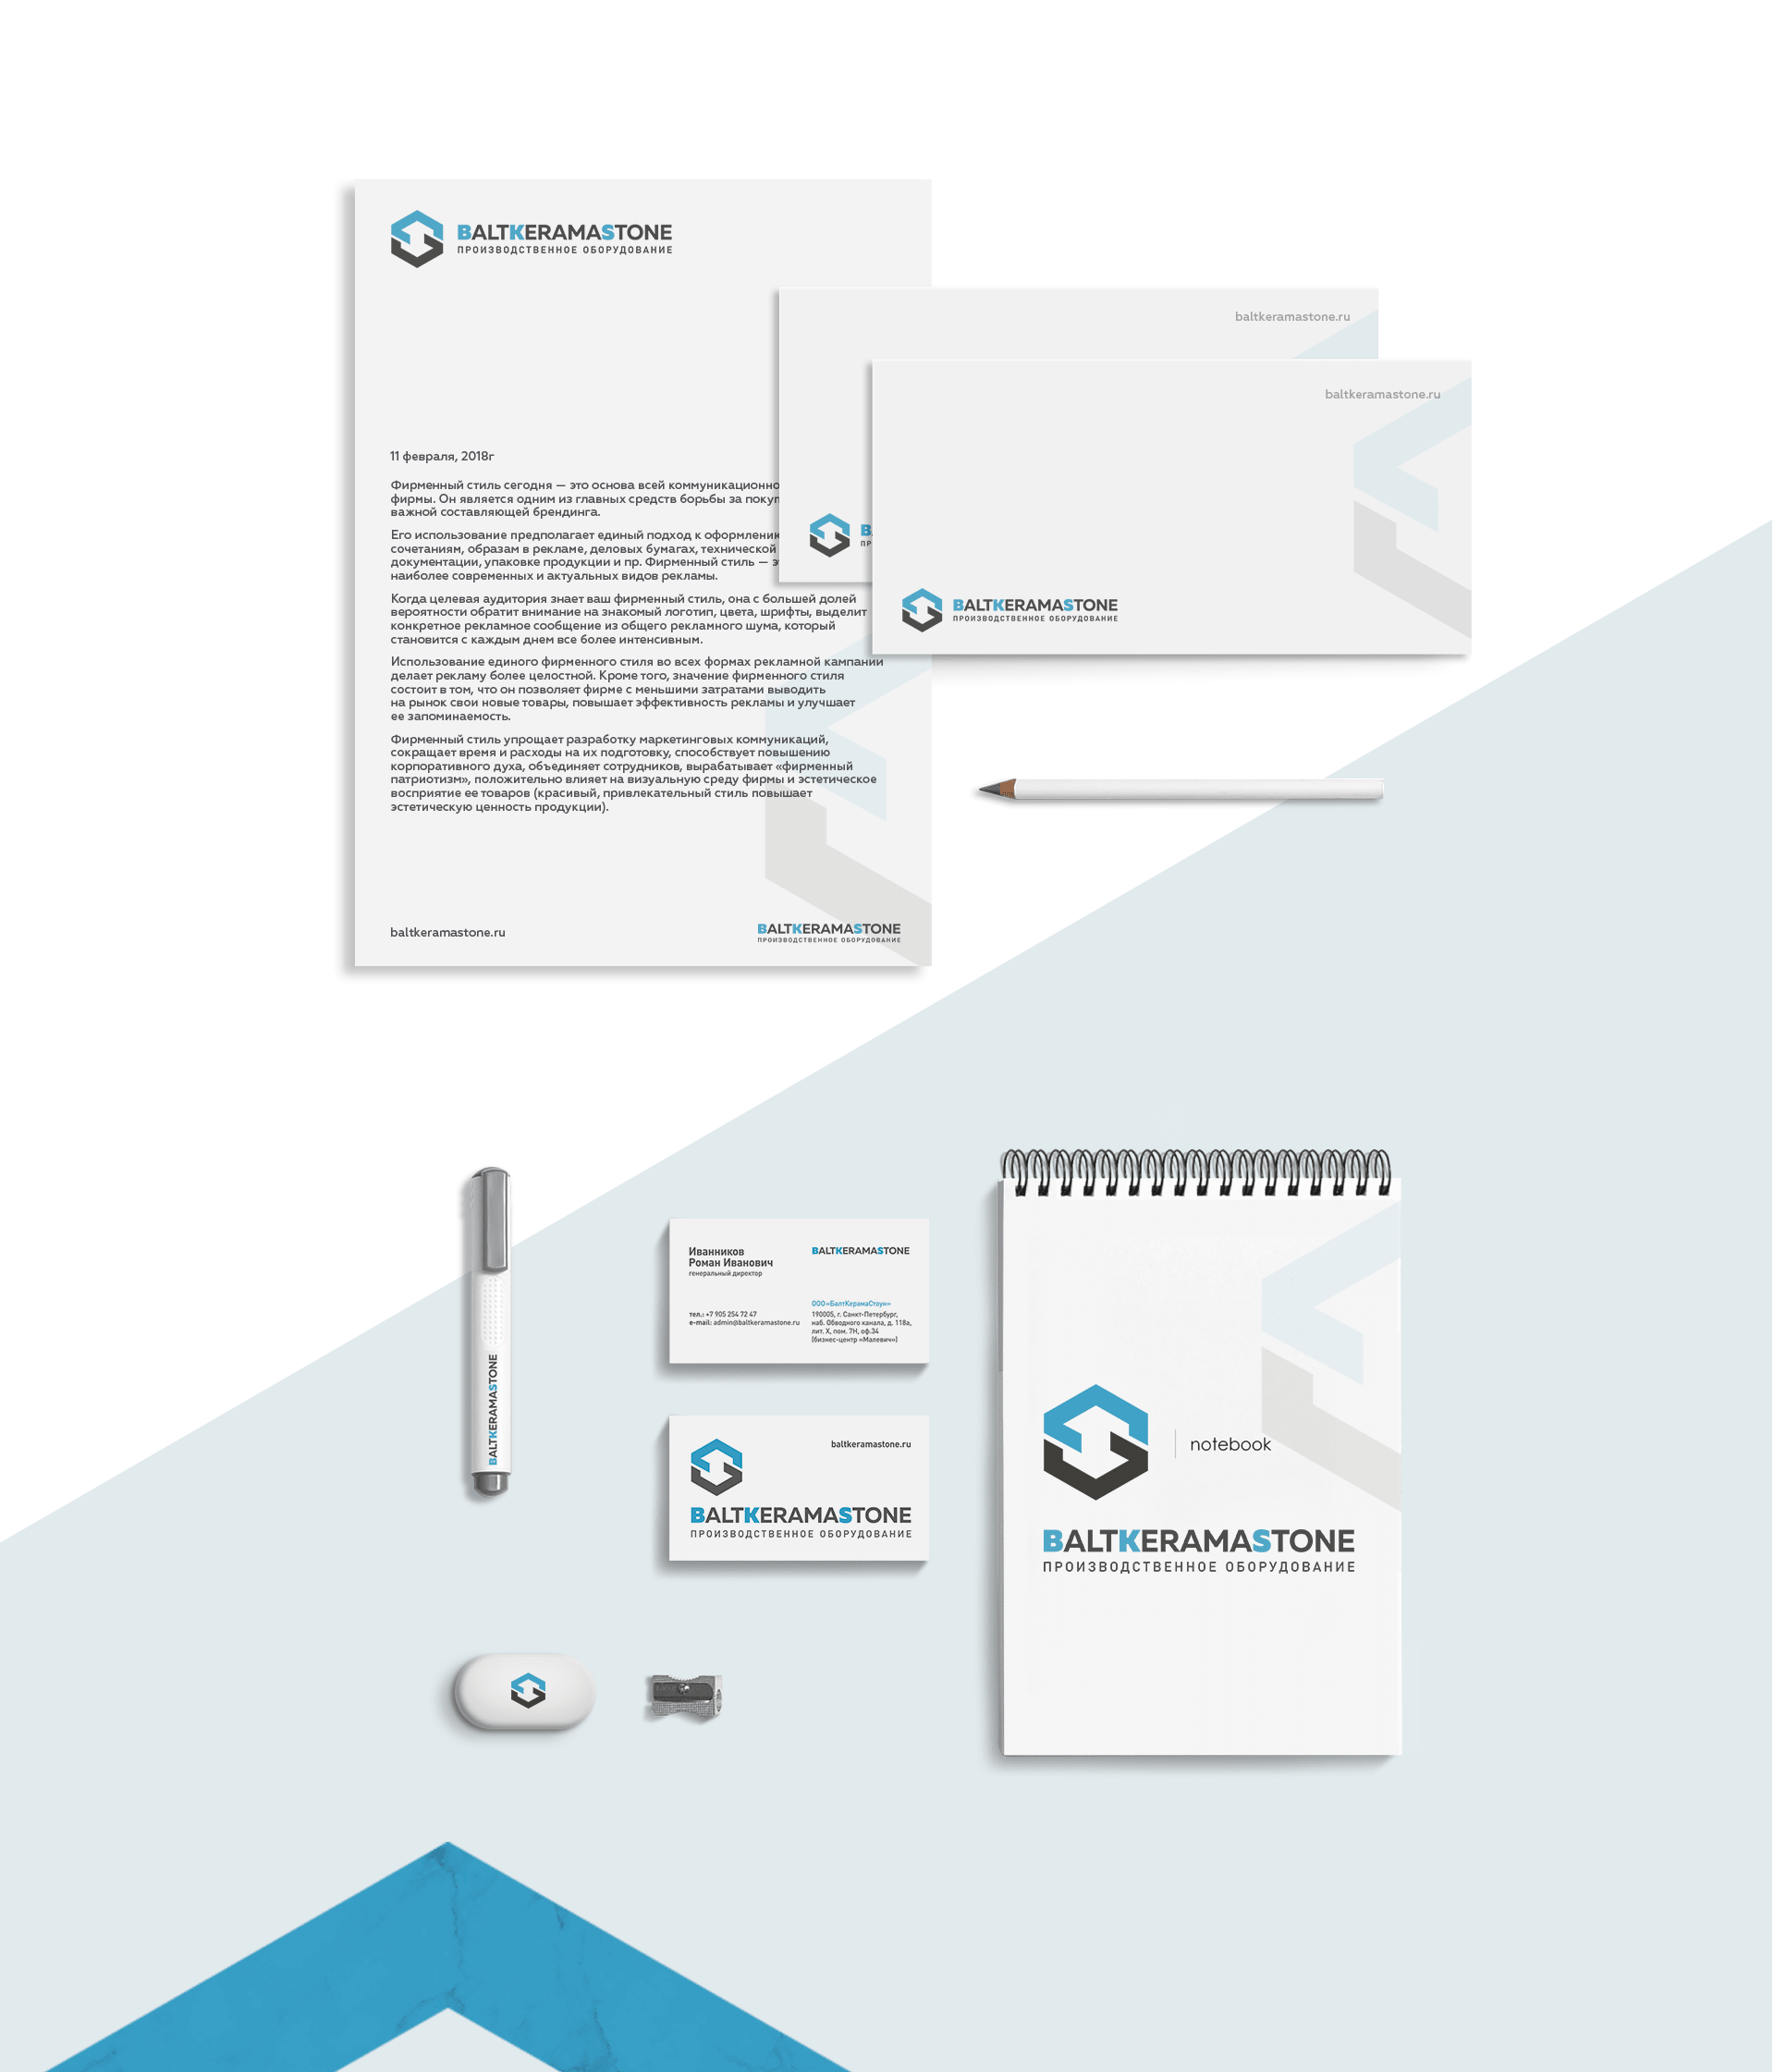 BALTKERAMASTONE
ПРОИЗВОДСТВЕННОЕ ОБОРУДОВАНИЕ
11 февраля, 2018г
Фирменный стиль сегодня — это основа всей коммуникационно
фирмы. Он является одним из главных средств борьбы за покуп
важной составляющей брендинга.
Его использование предполагает единый подход к оформлению
сочетаниям, образам в рекламе, деловых бумагах, технической
документации, упаковке продукции и пр. Фирменный стиль —
наиболее современных и актуальных видов рекламы.
Когда целевая аудитория знает ваш фирменный стиль, она с большей долей
вероятности обратит внимание на знакомый логотип, цвета, шрифты, выделит
конкретное рекламное сообщение из общего рекламного шума, который
становится с каждым днем все более интенсивным.
Использование единого фирменного стиля во всех формах рекламной кампании
делает рекламу более целостной. Кроме того, значение фирменного стиля
состоит в том, что он позволяет фирме с меньшими затратами выводить
на рынок свои новые товары, повышает эффективность рекламы и улучшает
ее запоминаемость.
Фирменный стиль упрощает разработку маркетинговых коммуникаций,
сокращает время и расходы на их подготовку, способствует повышению
корпоративного духа, объединяет сотрудников, вырабатывает «фирменный
патриотизм», положительно влияет на визуальную среду фирмы и эстетическое
восприятие ее товаров (красивый, привлекательный стиль повышает
эстетическую ценность продукции).
baltkeramastone.ru
BALTKERAMASTONE
ПРОИЗВОДСТВЕННОЕ ОБОРУДОВАНИЕ
baltkeramastone.ru
B
ПР
baltkeramastone.ru
BALTKERAMASTONE
ПРОИЗВОДСТВЕННОЕ ОБОРУДОВАНИЕ
BALTKERAMASTONE
Иванников
Роман Иванович
генеральный директор
тел.: +7 905 254 72 47
e-mail: admin@baltkeramastone.ru
BALTKERAMASTONE
ООО«БалтКерамаСтоун»
190005, г. Санкт-Петербург,
наб. Обводного канала, д. 118а,
лит. Х, пом. 7Н, оф.34
(бизнес-центр «Малевич»)
baltkeramastone.ru
BALTKERAMASTONE
ПРОИЗВОДСТВЕННОЕ ОБОРУДОВАНИЕ
notebook
BALTKERAMASTONE
ПРОИЗВОДСТВЕННОЕ ОБОРУДОВАНИЕ